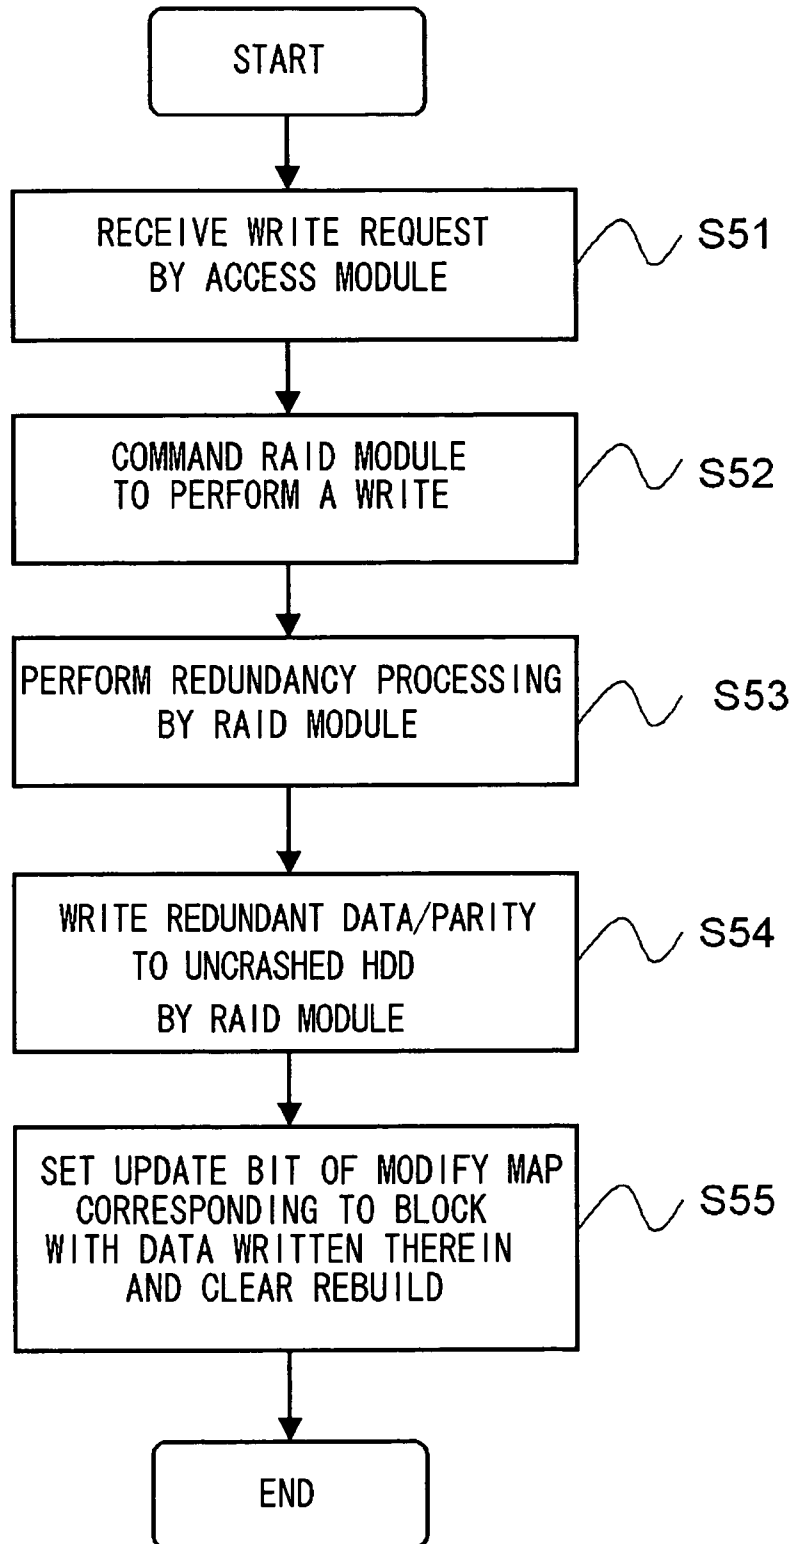 START
RECEIVE WRITE REQUEST
BY ACCESS MODULE
S51
COMMAND RAID MODULE
TO PERFORM A WRITE
S52
PERFORM REDUNDANCY PROCESSING
BY RAID MODULE
S53
WRITE REDUNDANT DATA/PARITY
TO UNCRASHED HDD
BY RAID MODULE
S54
SET UPDATE BIT OF MODIFY MAP
CORRESPONDING TO BLOCK
WITH DATA WRITTEN THEREIN
AND CLEAR REBUILD
S55
END